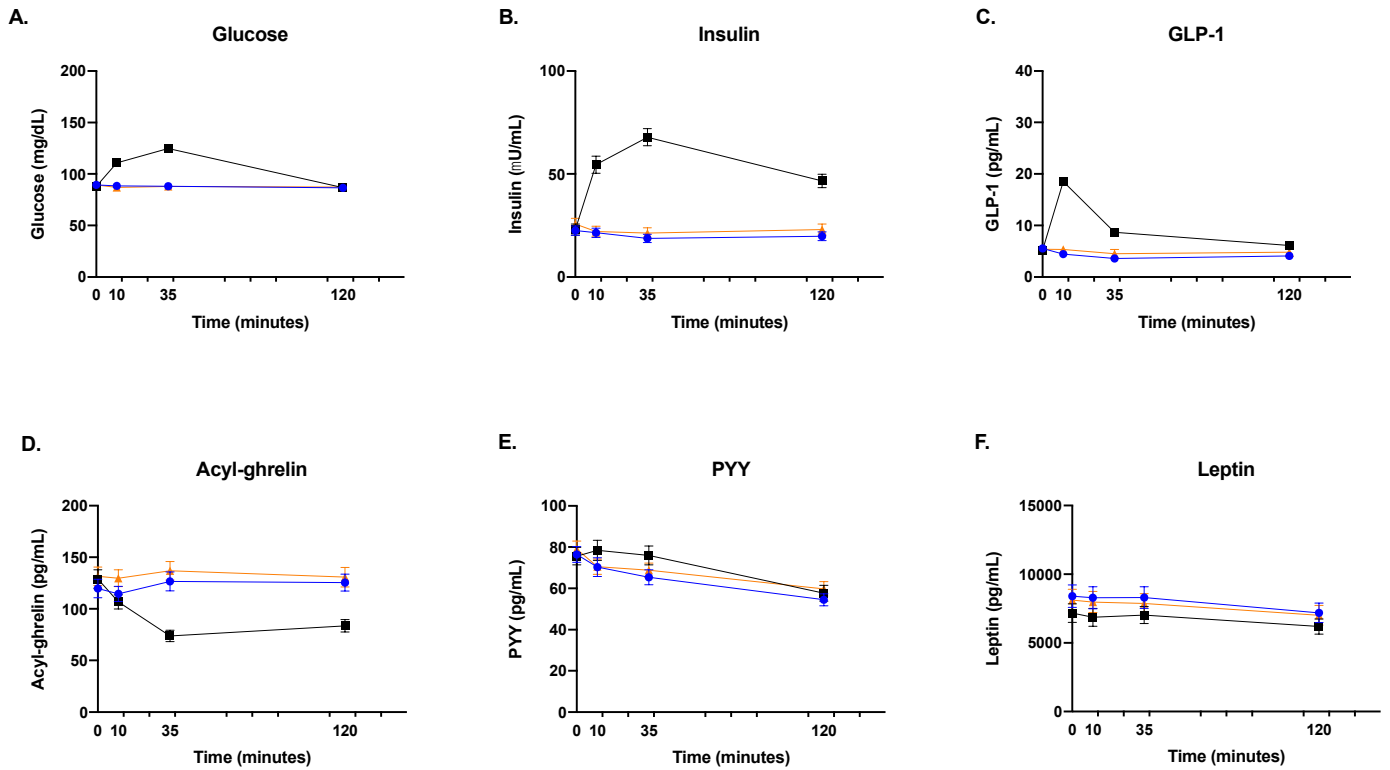 A.
Glucose
Glucose (mg/dL)
200
150
100
50
0
0 10 35 120
Time (minutes)
B.
Insulin
Insulin (mU/mL)
100
50
0
0 10 35 120
Time (minutes)
C.
GLP-1
GLP-1 (pg/mL)
40
30
20
10
0
0 10 35 120
Time (minutes)
D.
Acyl-ghrelin
Acyl-ghrelin (pg/mL)
200
150
100
50
0
0 10 35 120
Time (minutes)
E.
PYY
PYY (pg/mL)
100
80
60
40
20
0
0 10 35 120
Time (minutes)
F.
Leptin
Leptin (pg/mL)
15000
10000
5000
0
0 10 35 120
Time (minutes)